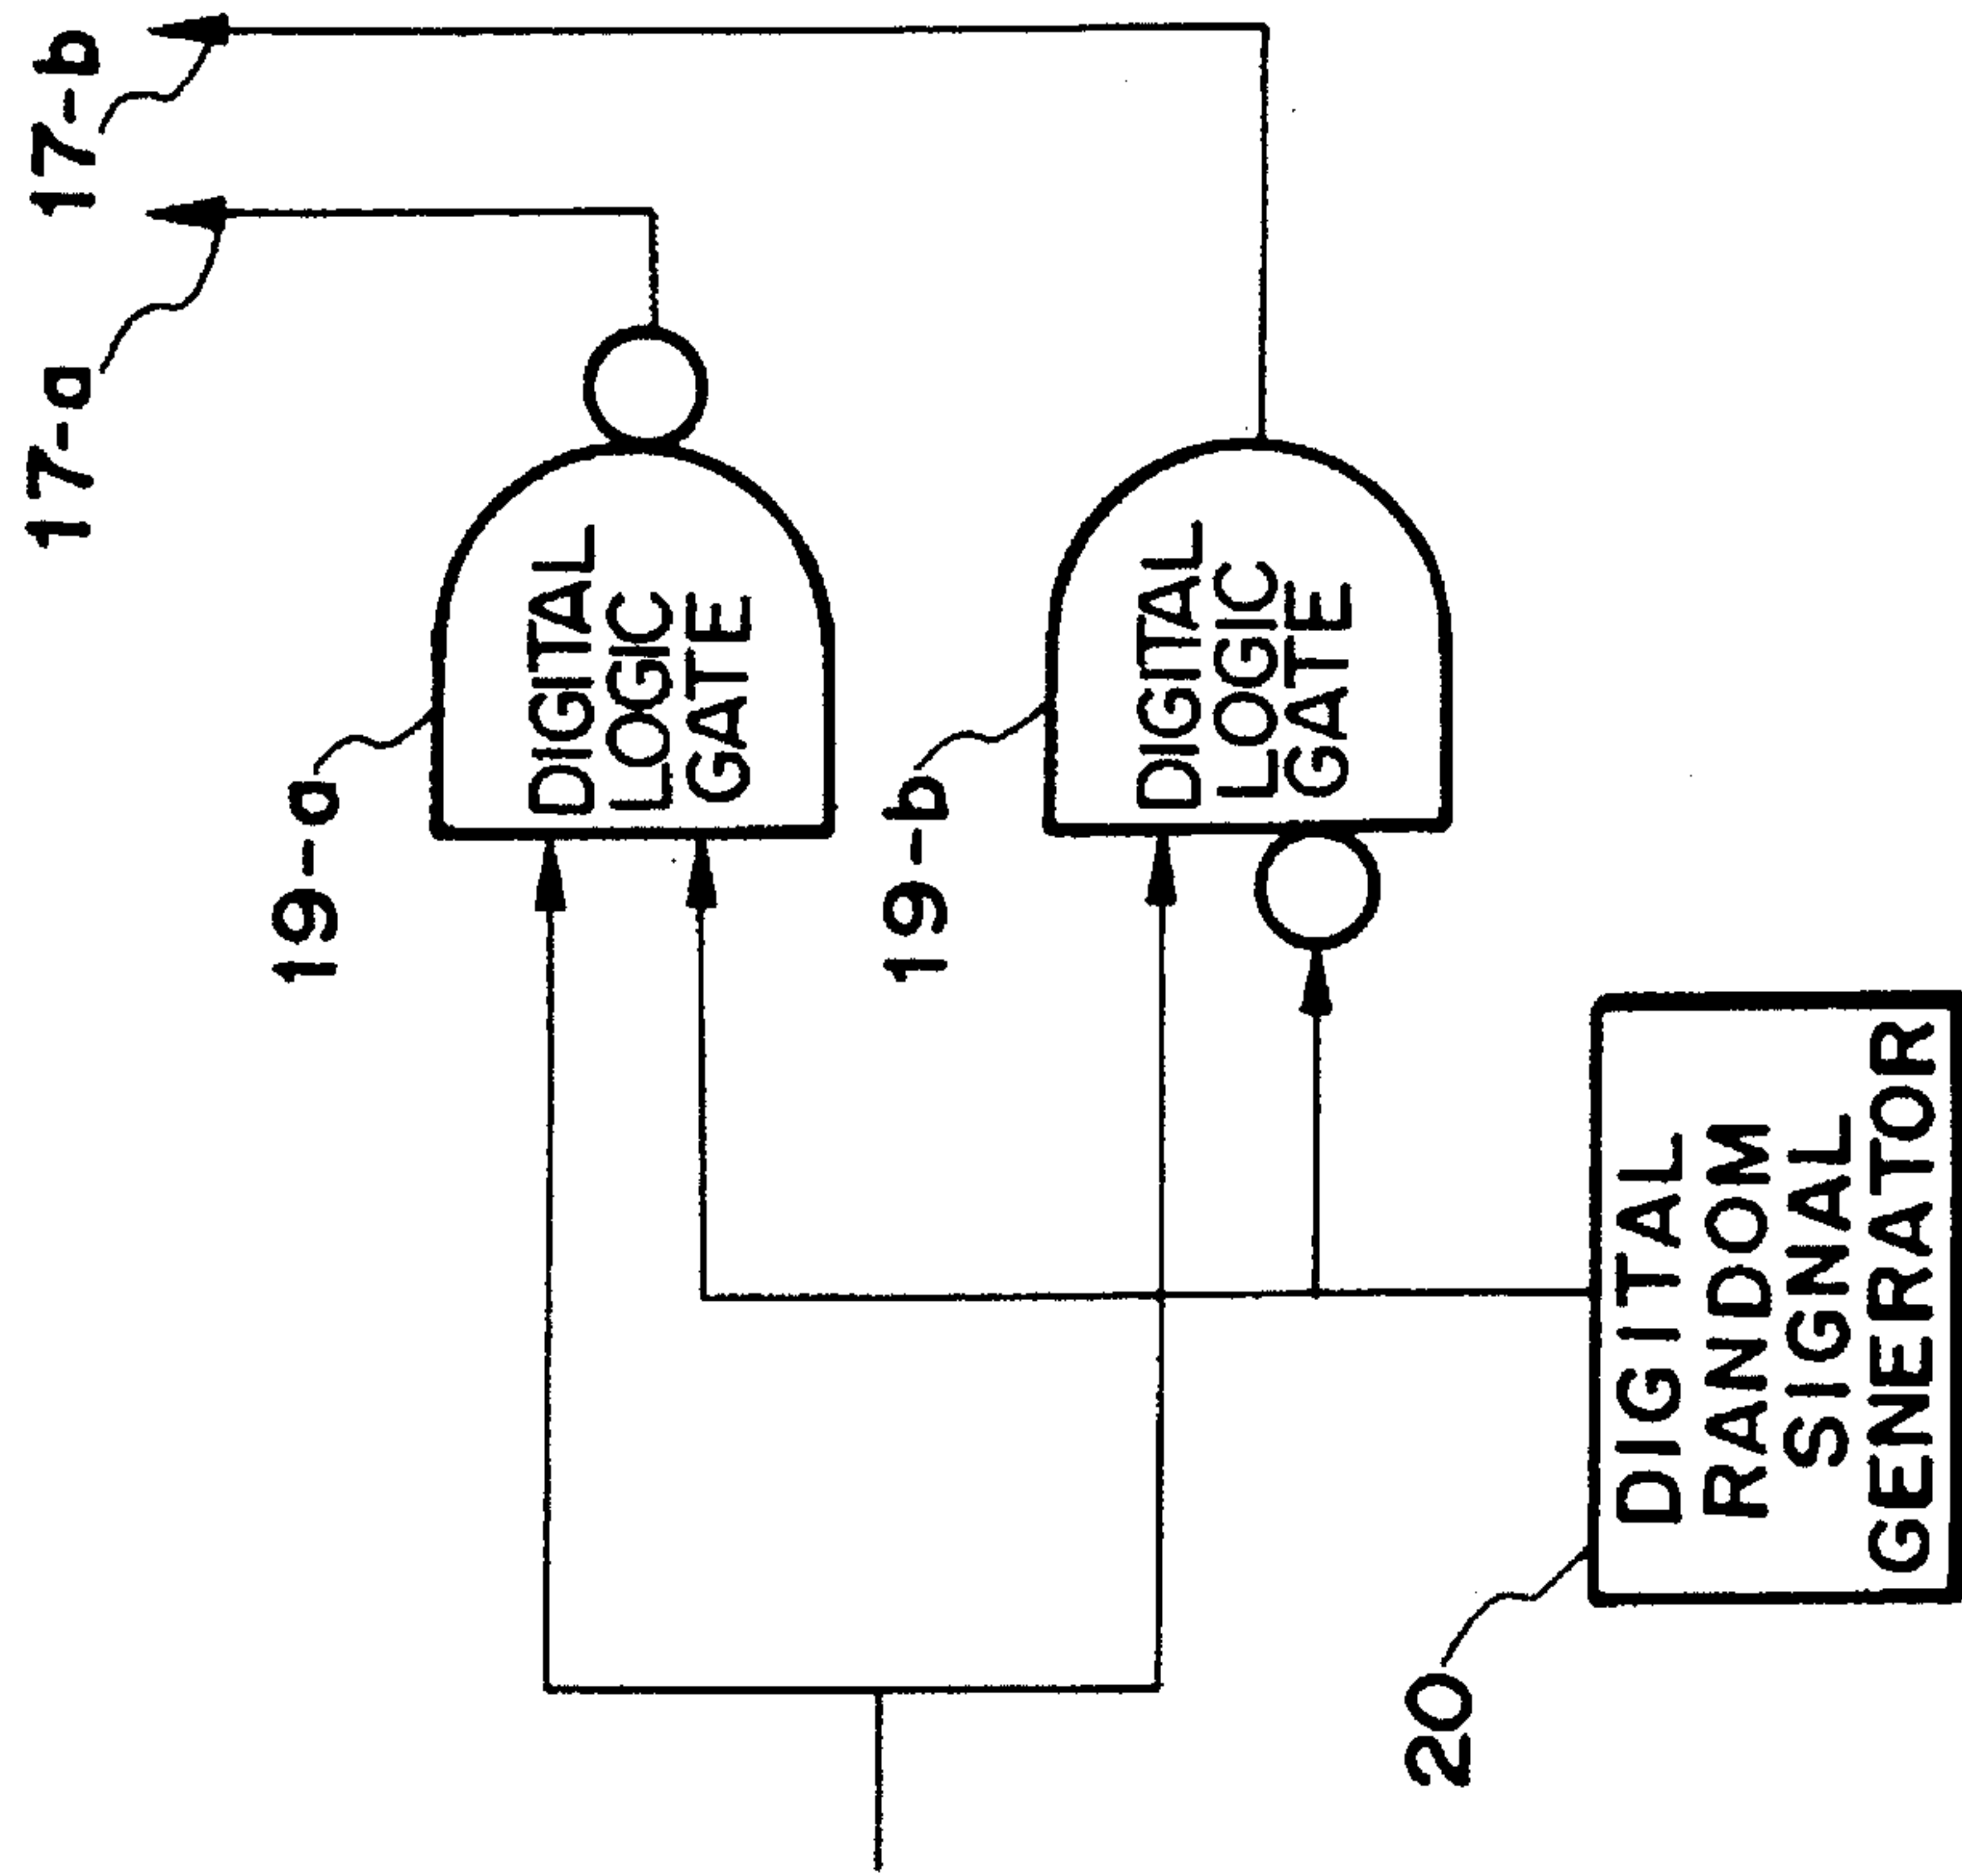 17-a
17-b
19-a
DIGITAL
LOGIC
GATE
19-b
DIGITAL
LOGIC
GATE
20
DIGITAL
RANDOM
SIGNAL
GENERATOR